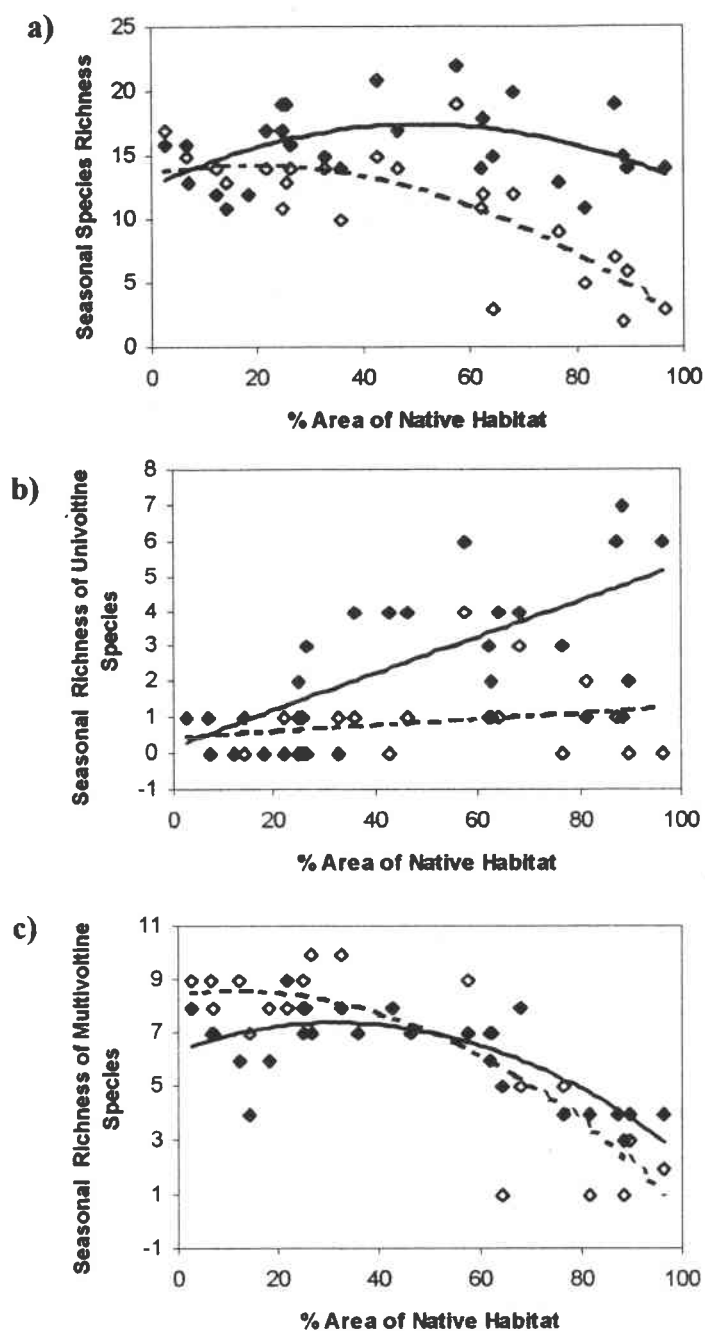 a)
25
20
15
10
5
0
Seasonal Species Richness
0 20 40 60 80 100
% Area of Native Habitat
b)
8
7
6
5
4
3
2
1
0
-1
Seasonal Richness of Univoltine
Species
0 20 40 60 80 100
% Area of Native Habitat
c)
11
9
7
5
3
1
-1
Seasonal Richness of Multivoltine
Species
0 20 40 60 80 100
% Area of Native Habitat